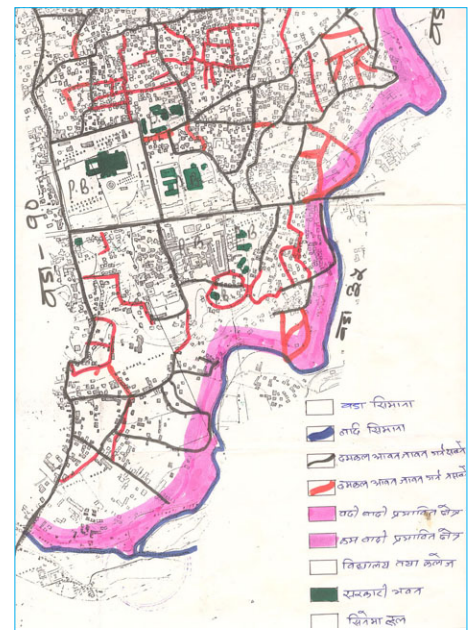 वडा
वडा - १०
P.B.
वडा ३४
वडा सिमाना
नदि सिमाना
दमकल आवत जावत गर्न सक्ने
दमकल आवत जावत गर्न नसक्ने
बढी बाढी प्रभावित क्षेत्र
कम बाढी प्रभावित क्षेत्र
विद्यालय तथा कलेज
सरकारी भवन
सिनेमा हल